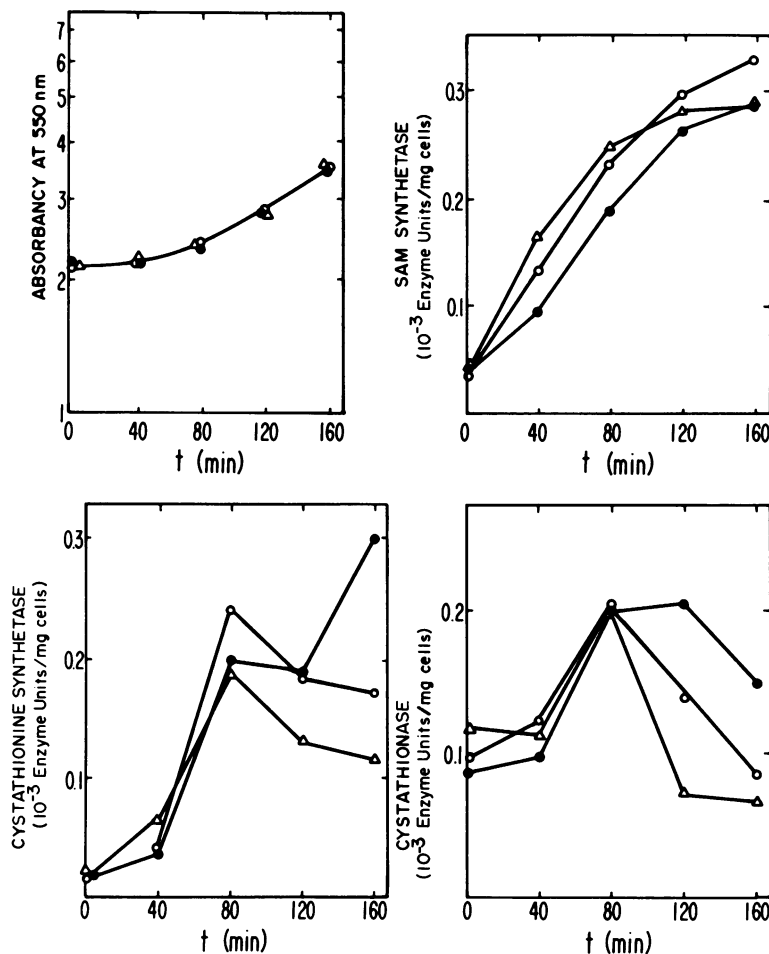 7
6
5
4
3
2
1
ABSORBANCY AT 550 nm
0 40 80 120 160
t (min)
0.3
0.2
0.1
SAM SYNTHETASE
(10⁻³ Enzyme Units/mg cells)
0 40 80 120 160
t (min)
0.3
0.2
0.1
CYSTATHIONINE SYNTHETASE
(10⁻³ Enzyme Units/mg cells)
0 40 80 120 160
t (min)
0.2
0.1
CYSTATHIONASE
(10⁻³ Enzyme Units/mg cells)
0 40 80 120 160
t (min)